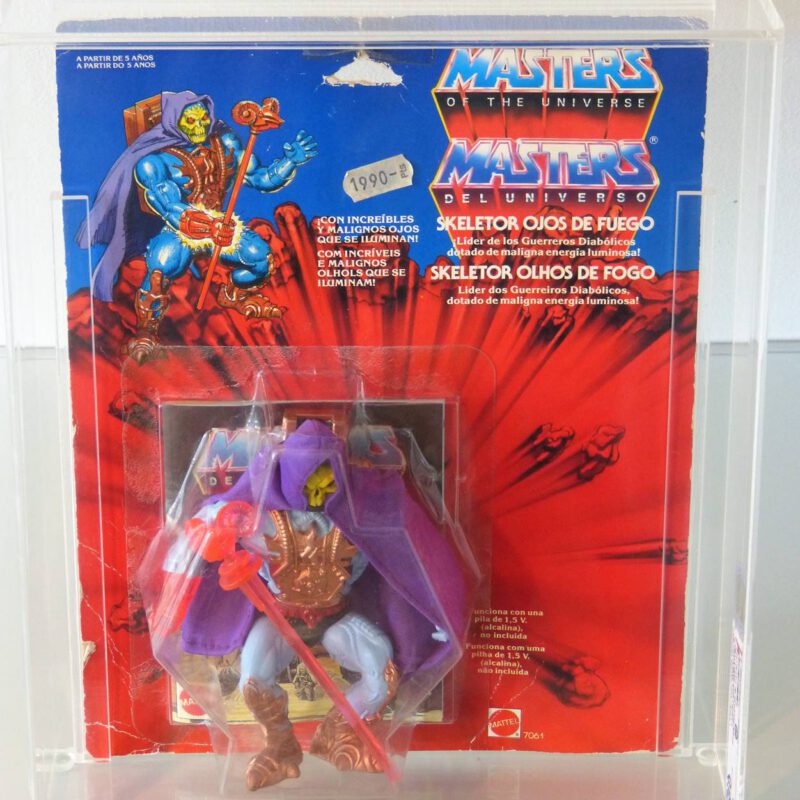 A PARTIR DE 5 AÑOS
A PARTIR DO 5 ANOS
MASTERS
OF THE UNIVERSE
MASTERS®
DEL UNIVERSO
1990-PTS
¡CON INCREÍBLES
Y MALIGNOS OJOS
QUE SE ILUMINAN!
COM INCRÍVEIS
E MALIGNOS
OLHOLS QUE SE
ILUMINAM!
SKELETOR OJOS DE FUEGO
¡Líder de los Guerreros Diabólicos
dotado de maligna energía luminosa!
SKELETOR OLHOS DE FOGO
Líder dos Guerreiros Diabólicos,
dotado de maligna energia luminosa!
Funciona con una
pila de 1,5 V.
(alcalina),
no incluida
Funciona com uma
pilha de 1,5 V.
(alcalina),
não incluída
MATTEL
MATTEL
7061